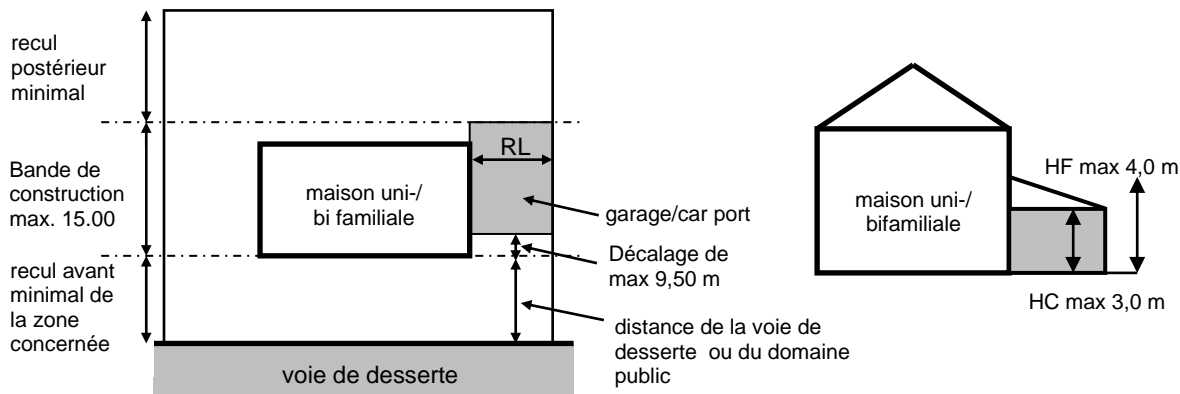 recul
postérieur
minimal
Bande de
construction
max. 15.00
recul avant
minimal de
la zone
concernée
RL
maison uni-/
bi familiale
garage/car port
Décalage de
max 9,50 m
distance de la voie de
desserte ou du domaine
public
voie de desserte
maison uni-/
bifamiliale
HF max 4,0 m
HC max 3,0 m